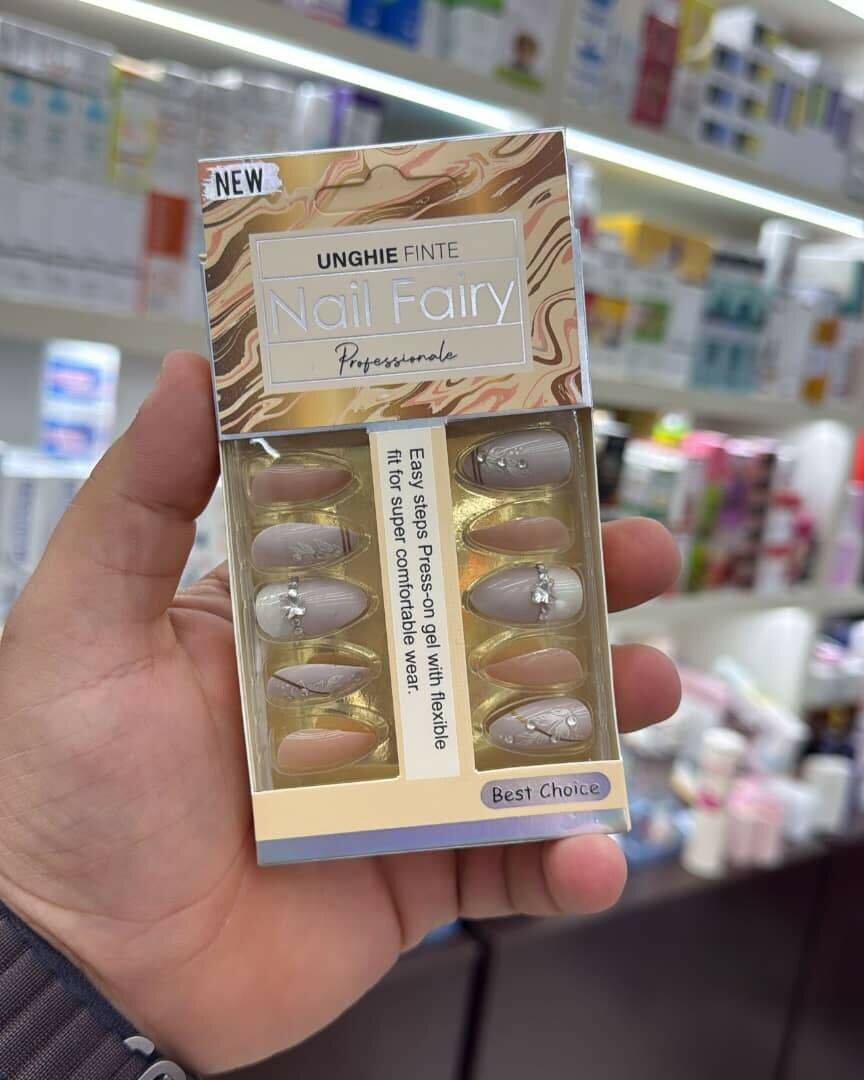 NEW
UNGHIE FINTE
Nail Fairy
Professionale
Easy steps Press-on gel with flexible
fit for super comfortable wear.
Best Choice